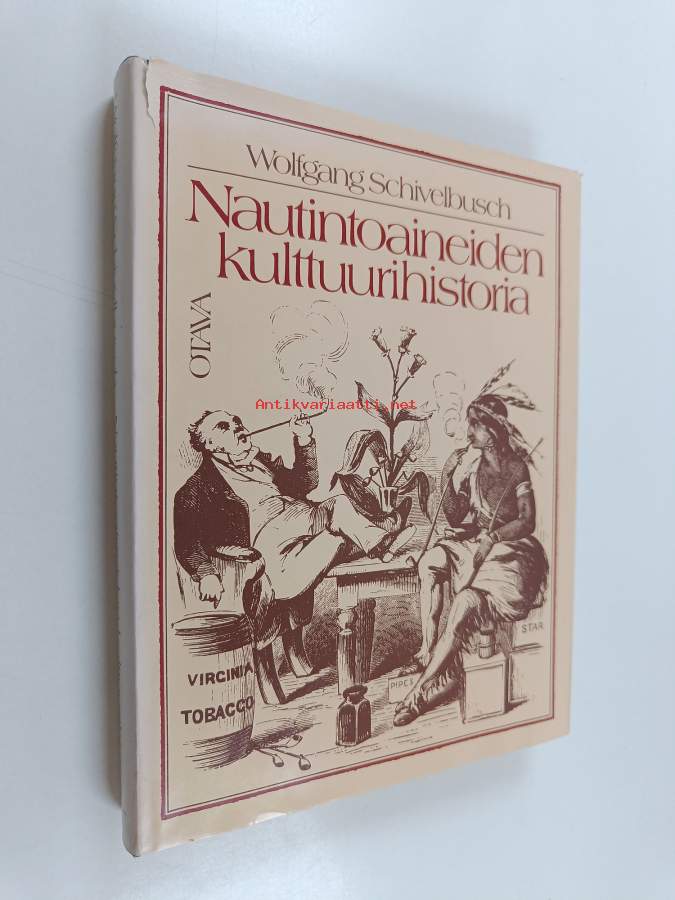 Wolfgang Schivelbusch
Nautintoaineiden
kulttuurihistoria
OTAVA
Antikvariaatti.net
VIRGINIA
TOBACCO
PIPES
STAR